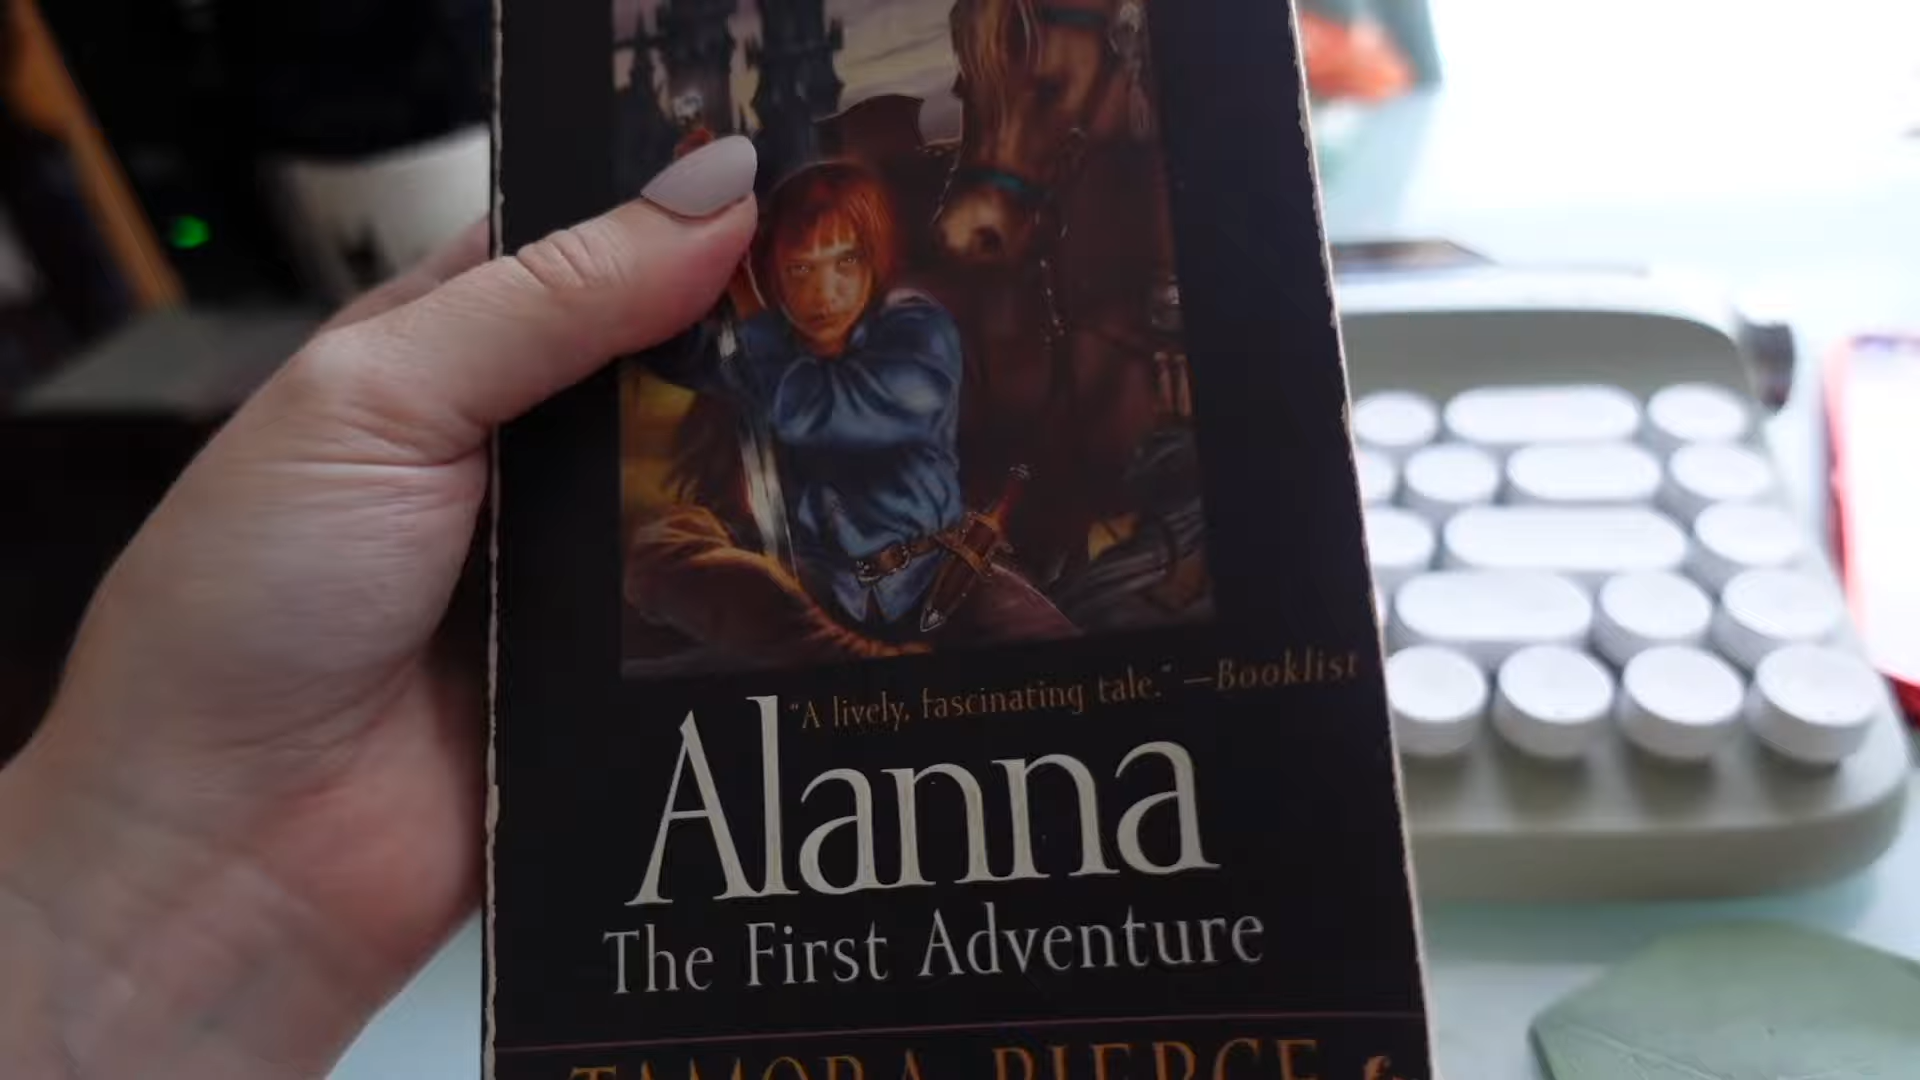 "A lively, fascinating tale." —Booklist
Alanna
The First Adventure
TAMORA PIERCE